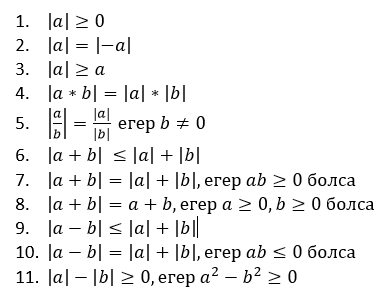 1. |a| ≥ 0
2. |a| = |−a|
3. |a| ≥ a
4. |a * b| = |a| * |b|
5. |a/b| = |a|/|b| егер b ≠ 0
6. |a + b| ≤ |a| + |b|
7. |a + b| = |a| + |b|, егер ab ≥ 0 болса
8. |a + b| = a + b, егер a ≥ 0, b ≥ 0 болса
9. |a − b| ≤ |a| + |b|
10. |a − b| = |a| + |b|, егер ab ≤ 0 болса
11. |a| − |b| ≥ 0, егер a² − b² ≥ 0